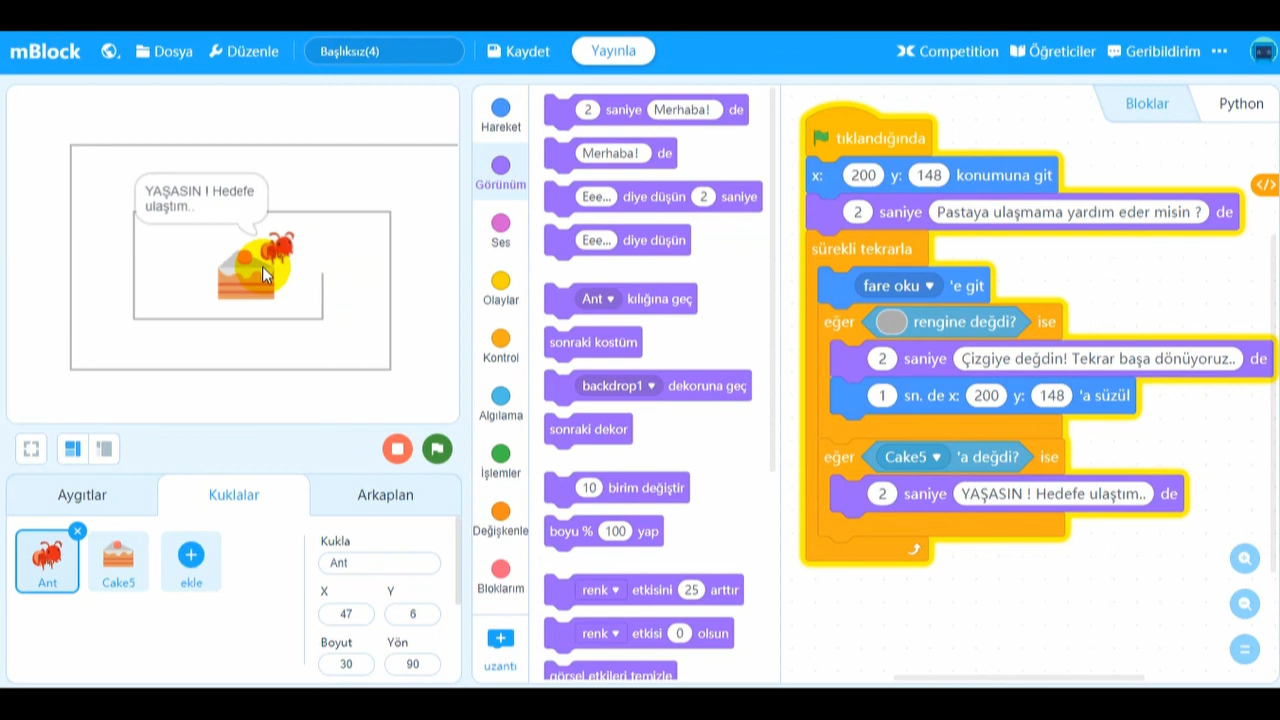 mBlock
Dosya
Düzenle
Başlıksız(4)
Kaydet
Yayınla
Competition
Öğreticiler
Geribildirim
YAŞASIN ! Hedefe
ulaştım..
Aygıtlar
Kuklalar
Arkaplan
Ant
Cake5
ekle
Kukla
Ant
X
Y
47
6
Boyut
Yön
30
90
Hareket
Görünüm
Ses
Olaylar
Kontrol
Algılama
İşlemler
Değişkenle
Bloklarım
uzantı
2 saniye Merhaba! de
Merhaba! de
Eee... diye düşün 2 saniye
Eee... diye düşün
Ant kılığına geç
sonraki kostüm
backdrop1 dekoruna geç
sonraki dekor
10 birim değiştir
boyu % 100 yap
renk etkisini 25 arttır
renk etkisi 0 olsun
görsel etkileri temizle
Bloklar
Python
tıklandığında
x: 200 y: 148 konumuna git
2 saniye Pastaya ulaşmama yardım eder misin ? de
sürekli tekrarla
fare oku 'e git
eğer rengine değdi? ise
2 saniye Çizgiye değdin! Tekrar başa dönüyoruz.. de
1 sn. de x: 200 y: 148 'a süzül
eğer Cake5 'a değdi? ise
2 saniye YAŞASIN ! Hedefe ulaştım.. de